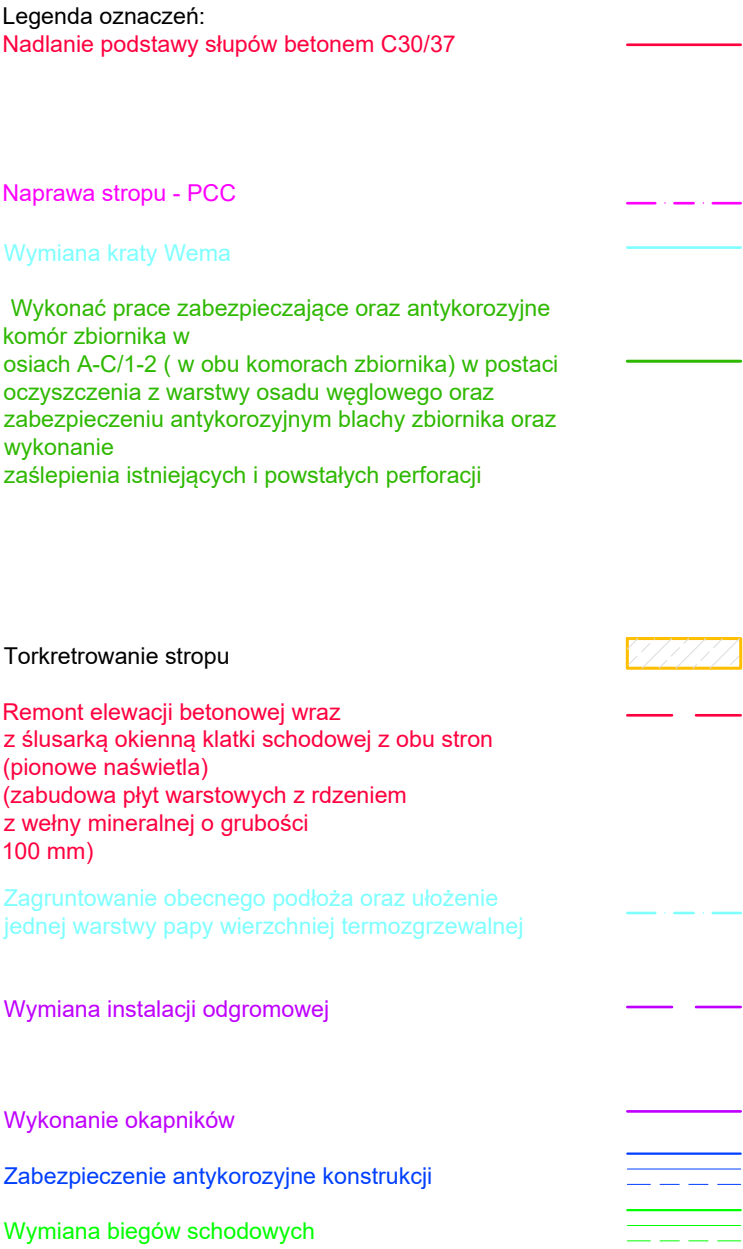 Legenda oznaczeń:
Nadlanie podstawy słupów betonem C30/37
Naprawa stropu - PCC
Wymiana kraty Wema
Wykonać prace zabezpieczające oraz antykorozyjne
komór zbiornika w
osiach A-C/1-2 ( w obu komorach zbiornika) w postaci
oczyszczenia z warstwy osadu węglowego oraz
zabezpieczeniu antykorozyjnym blachy zbiornika oraz
wykonanie
zaślepienia istniejących i powstałych perforacji
Torkretrowanie stropu
Remont elewacji betonowej wraz
z ślusarką okienną klatki schodowej z obu stron
(pionowe naświetla)
(zabudowa płyt warstowych z rdzeniem
z wełny mineralnej o grubości
100 mm)
Zagruntowanie obecnego podłoża oraz ułożenie
jednej warstwy papy wierzchniej termozgrzewalnej
Wymiana instalacji odgromowej
Wykonanie okapników
Zabezpieczenie antykorozyjne konstrukcji
Wymiana biegów schodowych